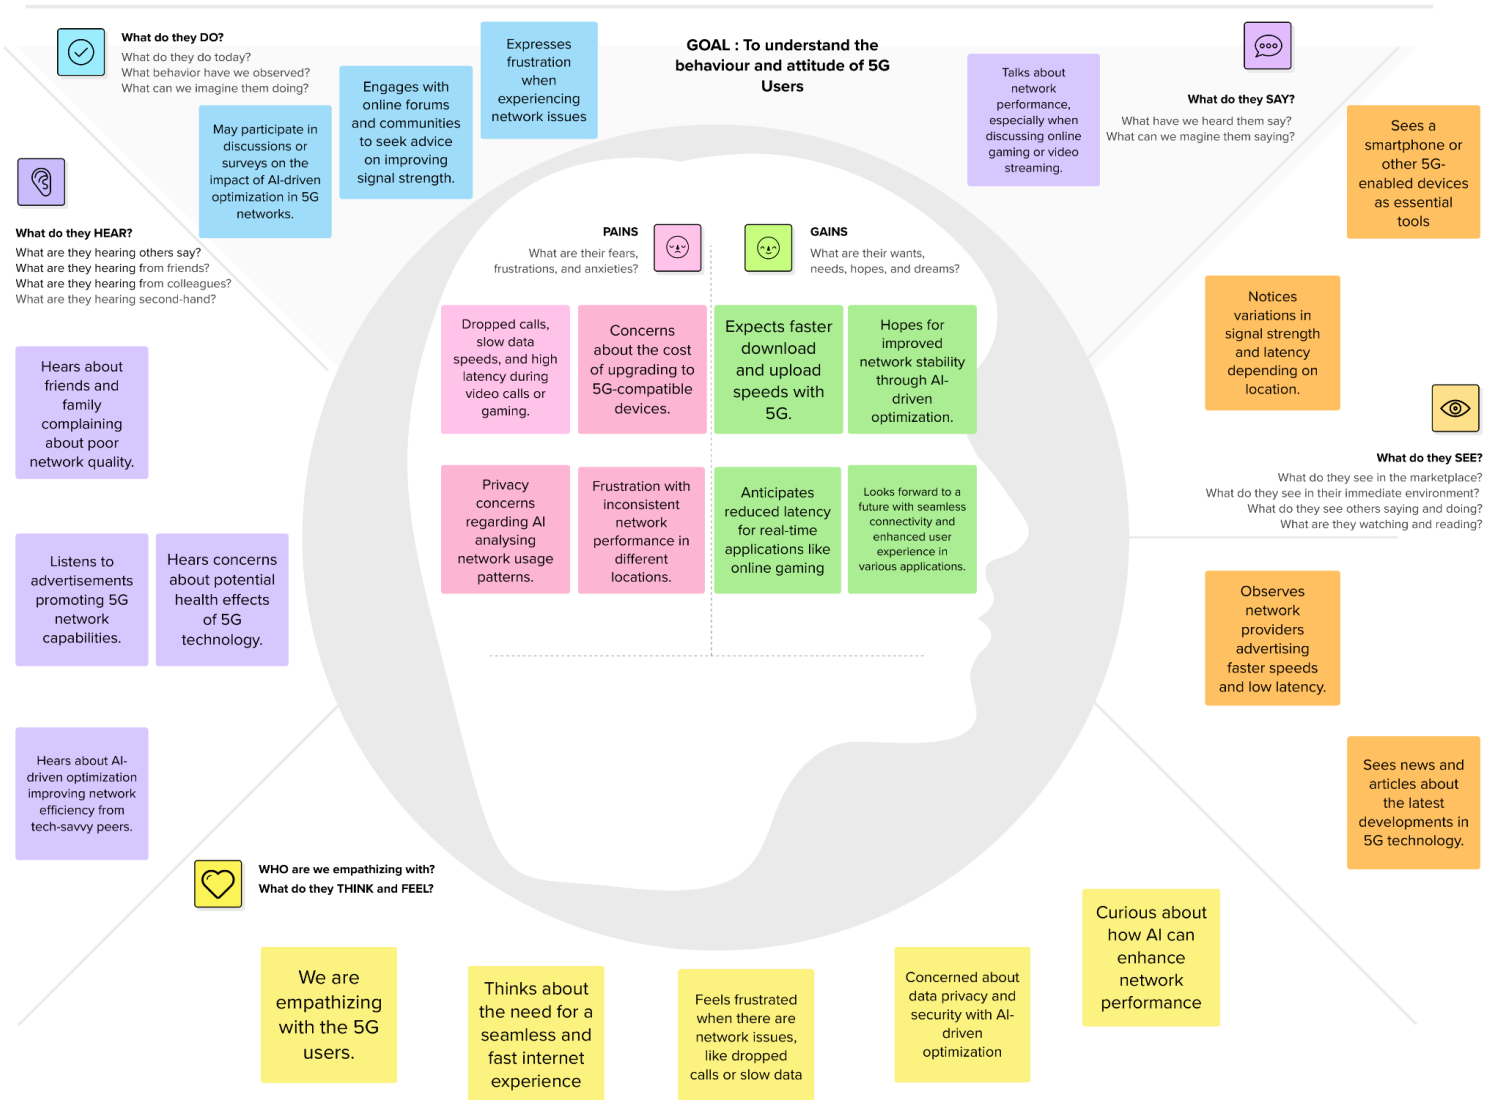 GOAL : To understand the
behaviour and attitude of 5G
Users
What do they DO?
What do they do today?
What behavior have we observed?
What can we imagine them doing?
May participate in
discussions or
surveys on the
impact of AI-driven
optimization in 5G
networks.
Engages with
online forums
and communities
to seek advice
on improving
signal strength.
Expresses
frustration
when
experiencing
network issues
Talks about
network
performance,
especially when
discussing online
gaming or video
streaming.
What do they SAY?
What have we heard them say?
What can we magine them saying?
Sees a
smartphone or
other 5G-
enabled devices
as essential
tools
Notices
variations in
signal strength
and latency
depending on
location.
What do they SEE?
What do they see in the marketplace?
What do they see in their immediate environment?
What do they see others saying and doing?
What are they watching and reading?
Observes
network
providers
advertising
faster speeds
and low latency.
Sees news and
articles about
the latest
developments in
5G technology.
What do they HEAR?
What are they hearing others say?
What are they hearing from friends?
What are they hearing from colleagues?
What are they hearing second-hand?
Hears about
friends and
family
complaining
about poor
network quality.
Listens to
advertisements
promoting 5G
network
capabilities.
Hears concerns
about potential
health effects
of 5G
technology.
Hears about AI-
driven optimization
improving network
efficiency from
tech-savvy peers.
PAINS
What are their fears,
frustrations, and anxieties?
Dropped calls,
slow data
speeds, and high
latency during
video calls or
gaming.
Concerns
about the cost
of upgrading to
5G-compatible
devices.
Privacy
concerns
regarding AI
analysing
network usage
patterns.
Frustration with
inconsistent
network
performance in
different
locations.
GAINS
What are their wants,
needs, hopes, and dreams?
Expects faster
download
and upload
speeds with
5G.
Hopes for
improved
network stability
through AI-
driven
optimization.
Anticipates
reduced latency
for real-time
applications like
online gaming
Looks forward to a
future with seamless
connectivity and
enhanced user
experience in
various applications.
WHO are we empathizing with?
What do they THINK and FEEL?
We are
empathizing
with the 5G
users.
Thinks about
the need for a
seamless and
fast internet
experience
Feels frustrated
when there are
network issues,
like dropped
calls or slow data
Concerned about
data privacy and
security with AI-
driven
optimization
Curious about
how AI can
enhance
network
performance